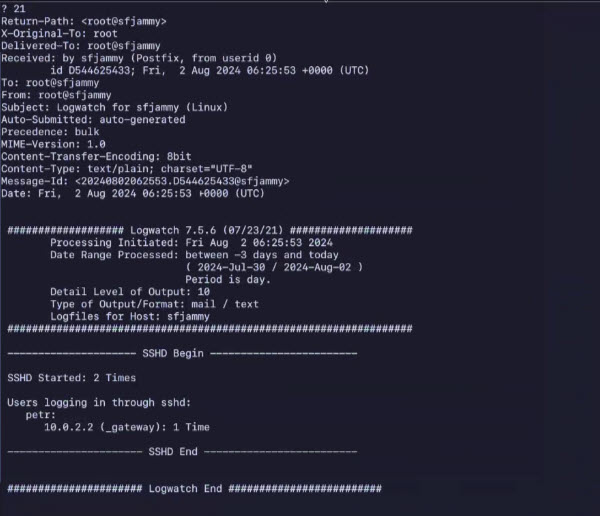 ? 21
Return-Path: <root@sfjammy>
X-Original-To: root
Delivered-To: root@sfjammy
Received: by sfjammy (Postfix, from userid 0)
        id D544625433; Fri,  2 Aug 2024 06:25:53 +0000 (UTC)
To: root@sfjammy
From: root@sfjammy
Subject: Logwatch for sfjammy (Linux)
Auto-Submitted: auto-generated
Precedence: bulk
MIME-Version: 1.0
Content-Transfer-Encoding: 8bit
Content-Type: text/plain; charset="UTF-8"
Message-Id: <20240802062553.D544625433@sfjammy>
Date: Fri,  2 Aug 2024 06:25:53 +0000 (UTC)

 ################### Logwatch 7.5.6 (07/23/21) ####################
        Processing Initiated: Fri Aug  2 06:25:53 2024
        Date Range Processed: between -3 days and today
                              ( 2024-Jul-30 / 2024-Aug-02 )
                              Period is day.
        Detail Level of Output: 10
        Type of Output/Format: mail / text
        Logfiles for Host: sfjammy
 ##################################################################

 --------------------- SSHD Begin ------------------------

 SSHD Started: 2 Times

 Users logging in through sshd:
    petr:
       10.0.2.2 (_gateway): 1 Time

 ---------------------- SSHD End -------------------------

 ###################### Logwatch End #########################